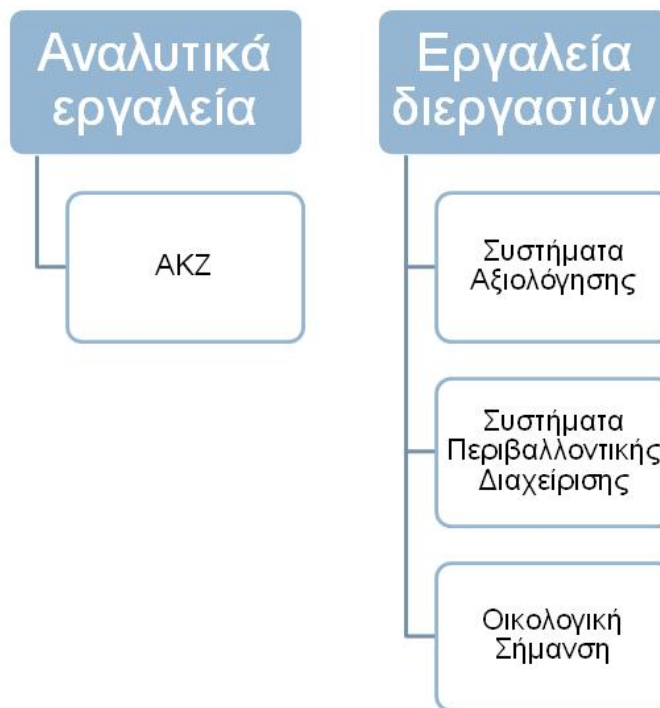 Αναλυτικά
εργαλεία
ΑΚΖ
Εργαλεία
διεργασιών
Συστήματα
Αξιολόγησης
Συστήματα
Περιβαλλοντικής
Διαχείρισης
Οικολογική
Σήμανση